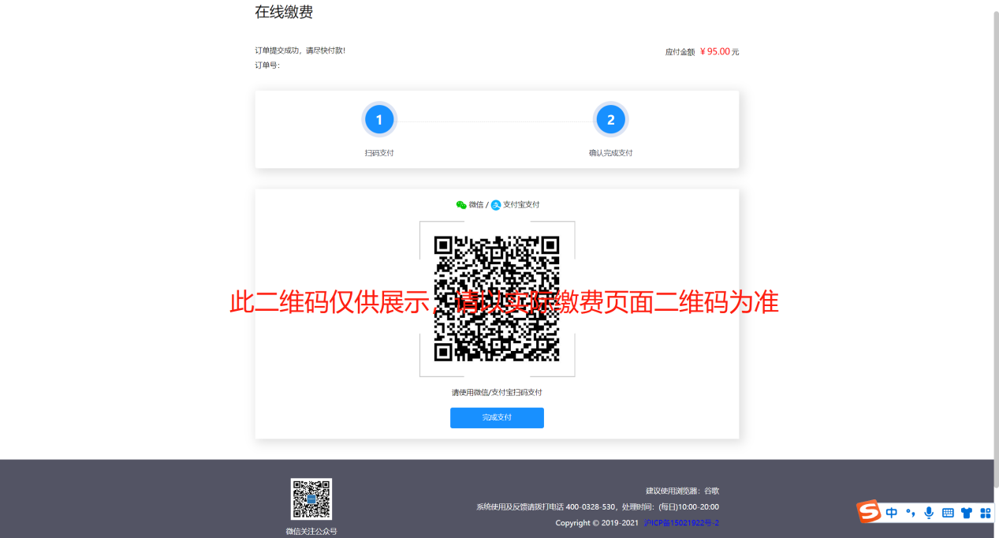 在线缴费
订单提交成功，请尽快付款！
应付金额 ￥95.00 元
订单号：
1
2
扫码支付
确认完成支付
微信 / 支 支付宝支付
此二维码仅供展示，请以实际缴费页面二维码为准
请使用微信/支付宝扫码支付
完成支付
建议使用浏览器：谷歌
系统使用及反馈请拨打电话 400-0328-530，处理时间：(每日)10:00-20:00
Copyright © 2019-2021 沪ICP备15021922号-2
微信关注公众号
S 中